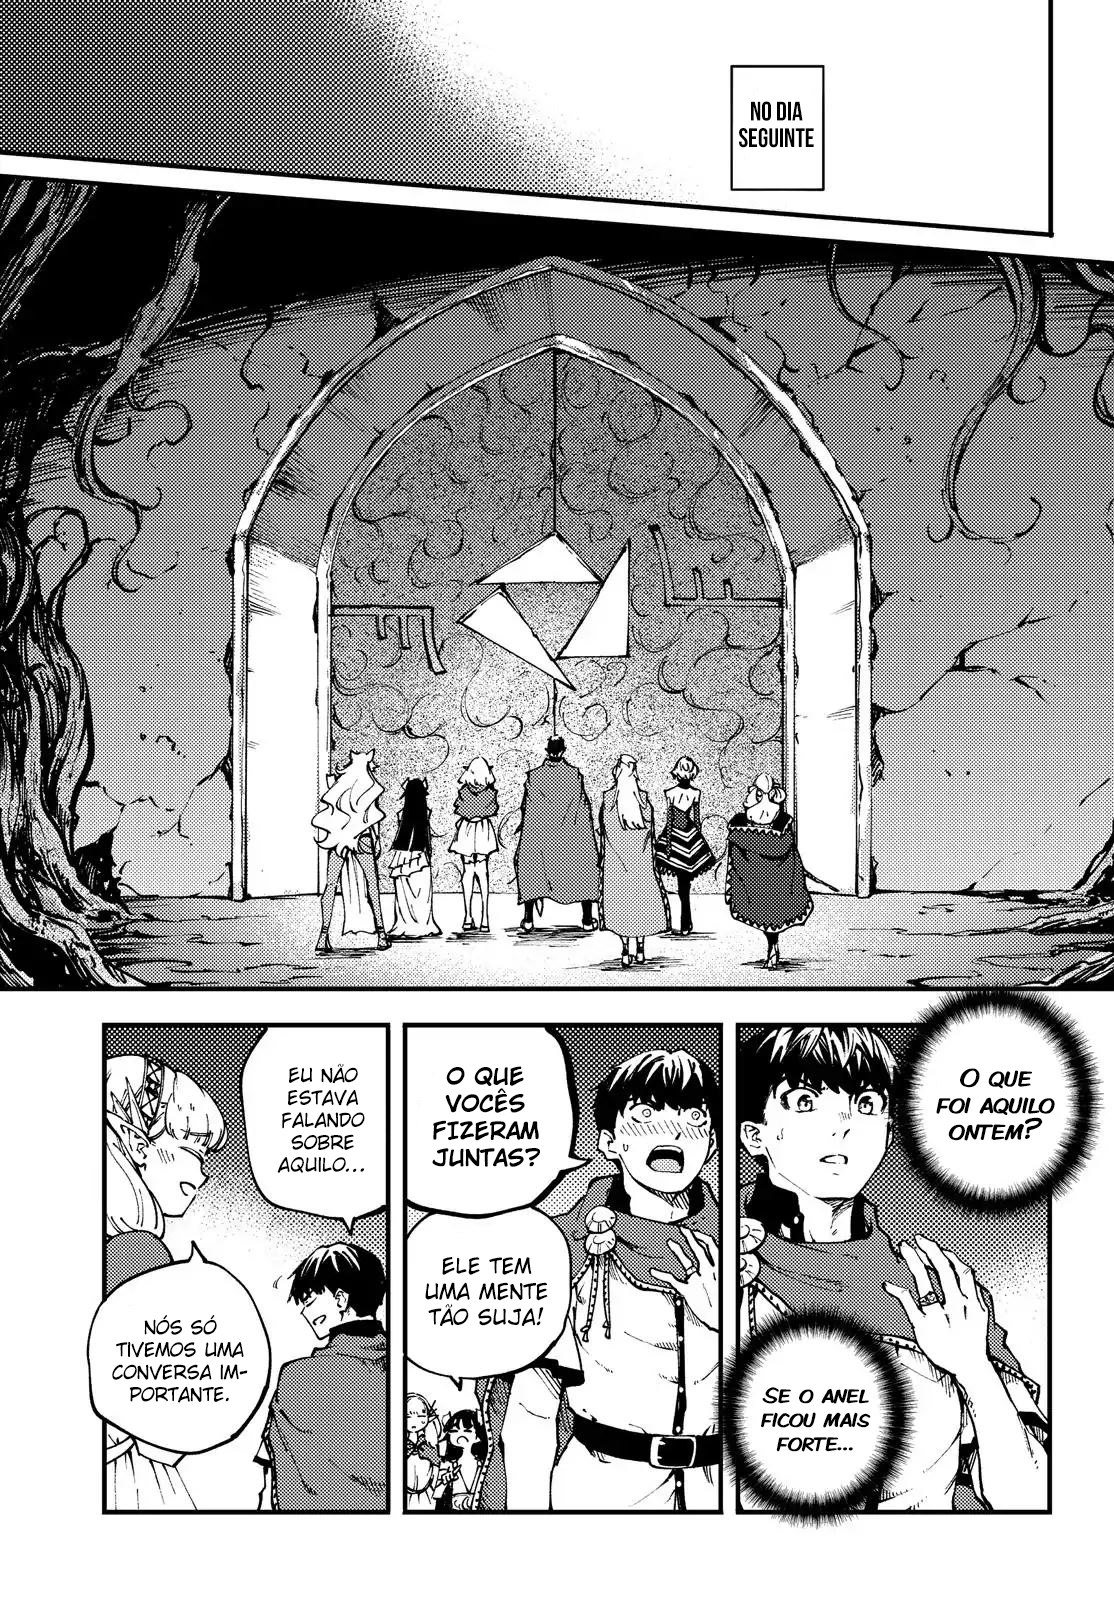 NO DIA
SEGUINTE
O QUE
FOI AQUILO
ONTEM?
SE O ANEL
FICOU MAIS
FORTE...
O QUE
VOCÊS
FIZERAM
JUNTAS?
ELE TEM
UMA MENTE
TÃO SUJA!
EU NÃO
ESTAVA
FALANDO
SOBRE
AQUILO...
NÓS SÓ
TIVEMOS UMA
CONVERSA IM-
PORTANTE.